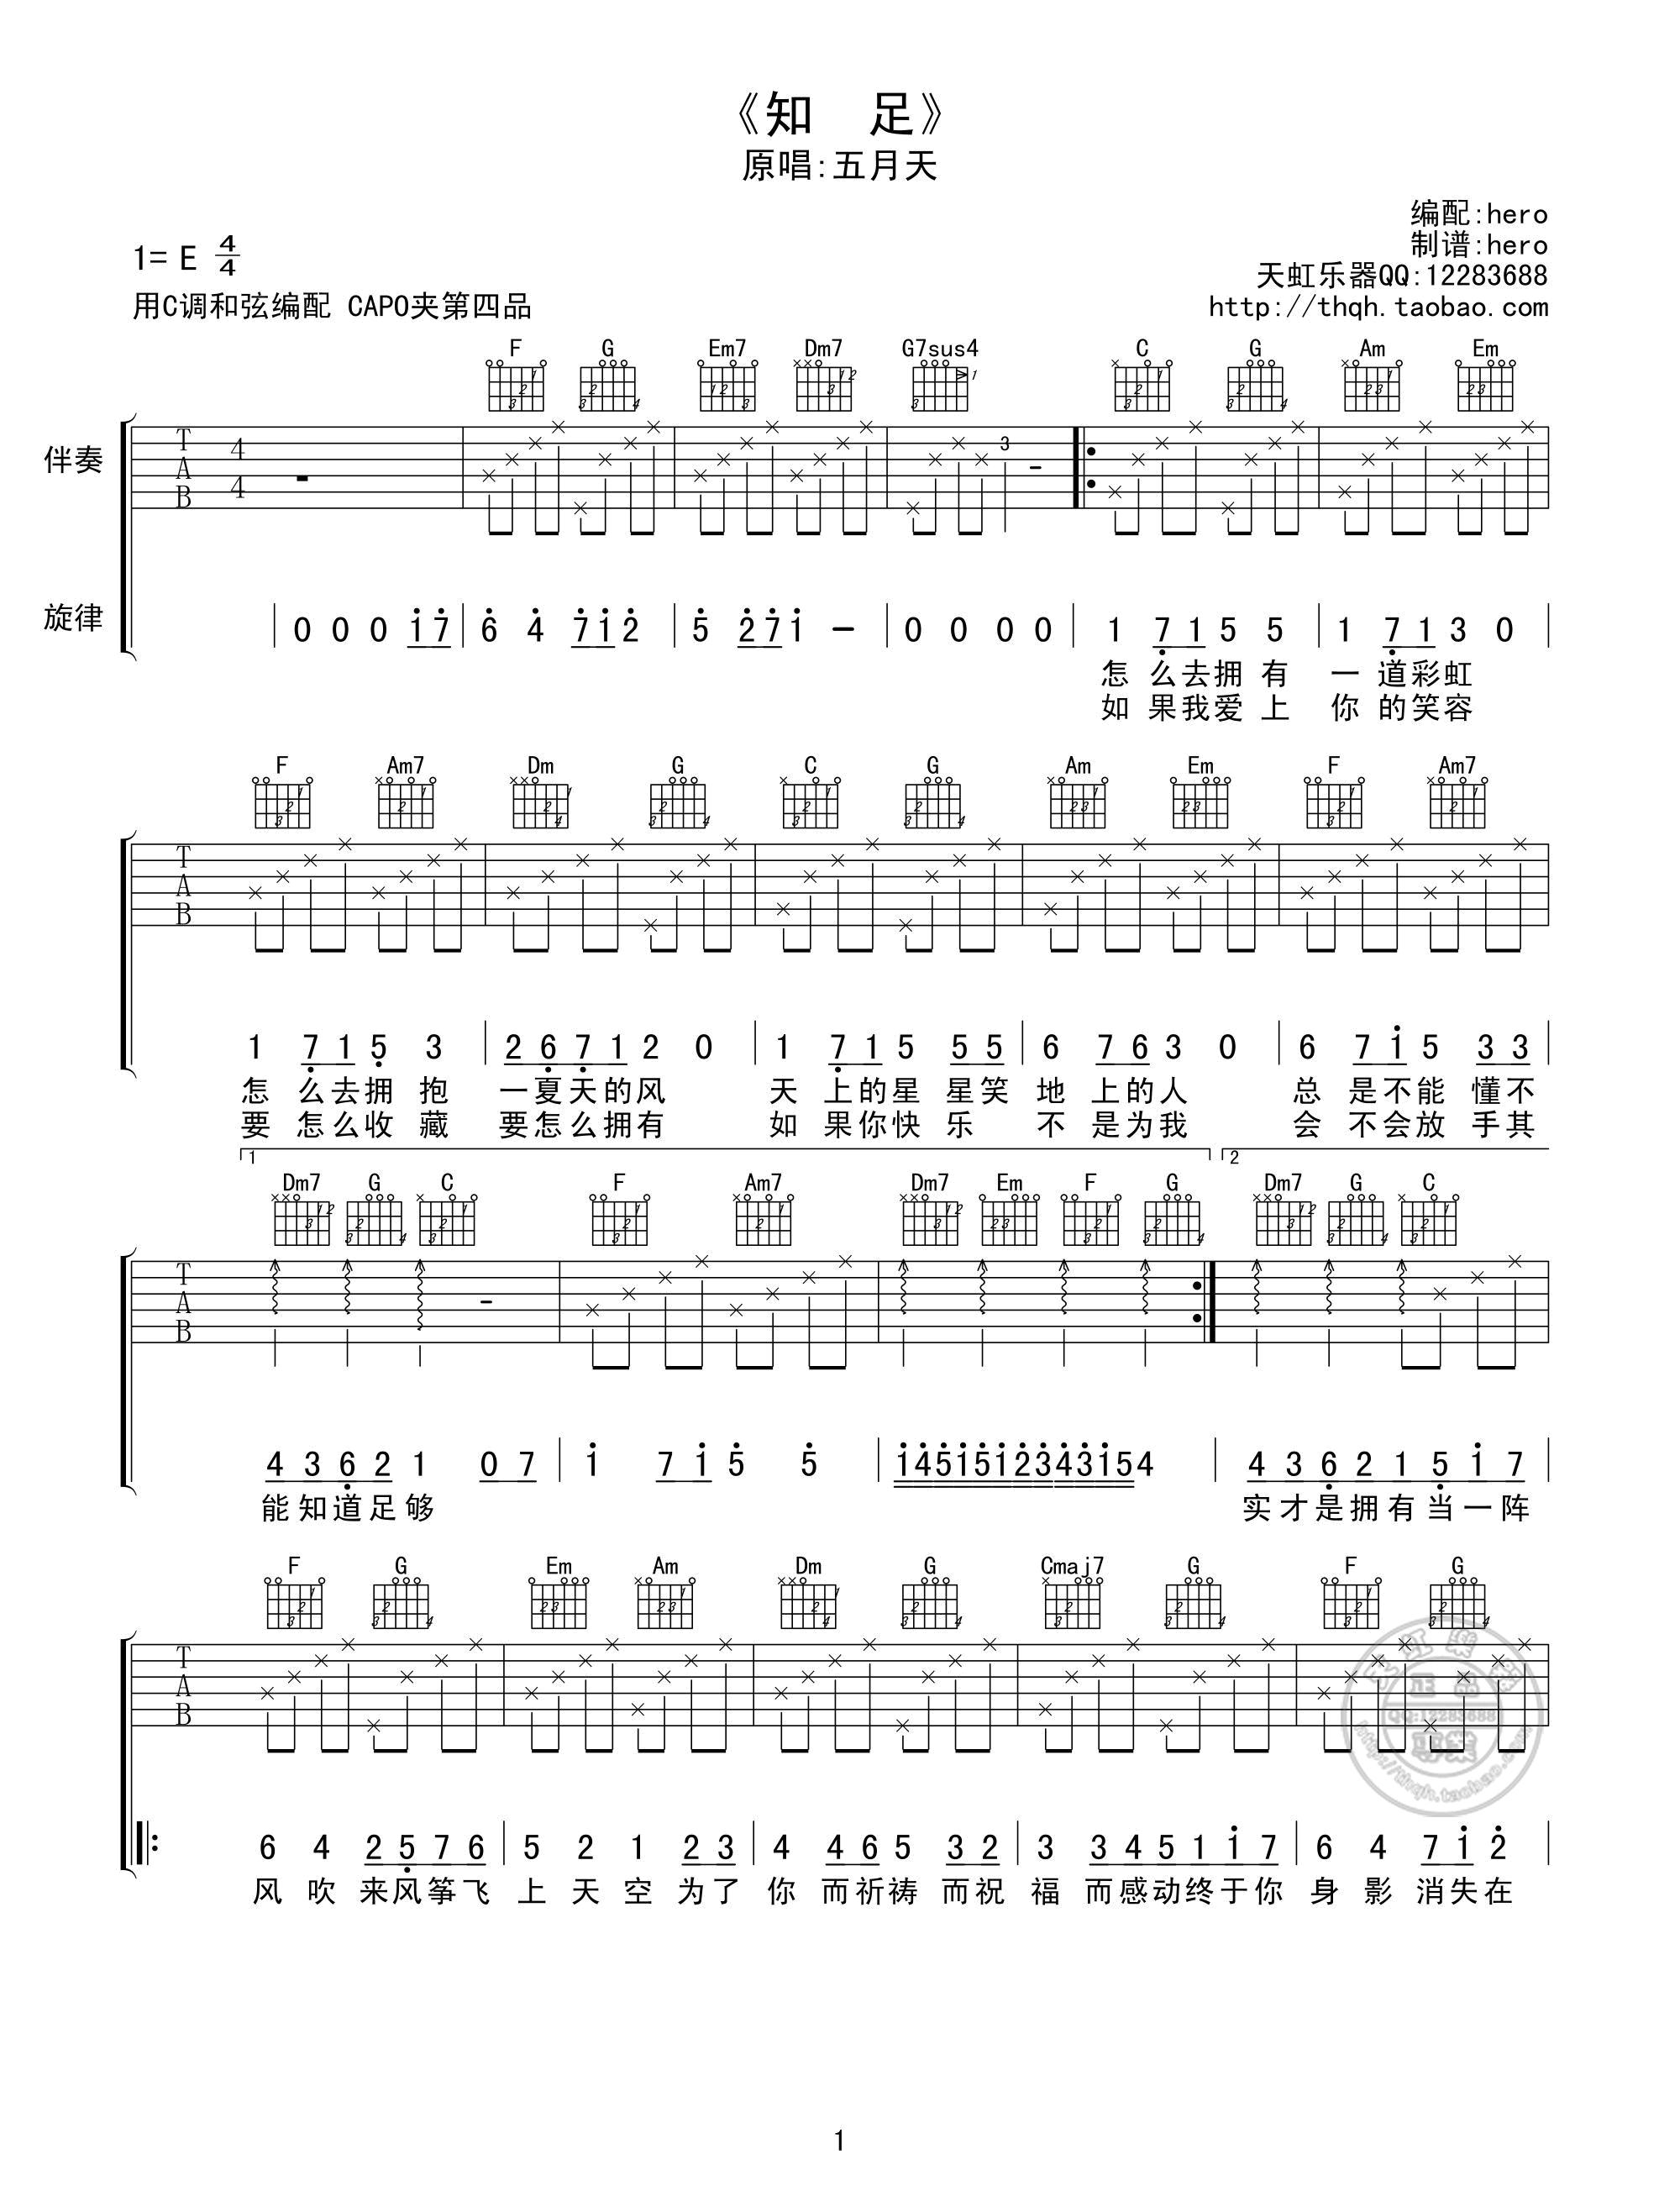 《知 足》
原唱:五月天
编配:hero
制谱:hero
1= E 4/4
天虹乐器QQ:12283688
用C调和弦编配 CAPO夹第四品
http://thqh.taobao.com
F G Em7 Dm7 G7sus4 C G Am Em
伴奏
T A B 4 4 3
旋律
0 0 0 1 7 6 4 7 1 2 5 2 7 1 - 0 0 0 0 1 7 1 5 5 1 7 1 3 0
怎 么去拥 有 一 道彩虹
如 果我爱 上 你 的笑容
F Am7 Dm G C G Am Em F Am7
T A B
1 7 1 5 3 2 6 7 1 2 0 1 7 1 5 5 5 6 7 6 3 0 6 7 1 5 3 3
怎 么去拥 抱 一夏天的风 天 上的星 星笑 地 上的人 总 是不能 懂不
要 怎么收 藏 要怎么拥有 如 果你快 乐 不 是为我 会 不会放 手其
1 2
Dm7 G C F Am7 Dm7 Em F G Dm7 G C
T A B
4 3 6 2 1 0 7 1 7 1 5 5 1 4 5 1 5 1 2 3 4 3 1 5 4 4 3 6 2 1 5 1 7
能知道足够 实才是拥有当一阵
F G Em Am Dm G Cmaj7 G F G
T A B
6 4 2 5 7 6 5 2 1 2 3 4 4 6 5 3 2 3 3 4 5 1 1 7 6 4 7 1 2
风 吹 来风筝飞 上 天 空 为了 你 而祈祷 而祝 福 而感动终于你 身 影 消失在
QQ:12283688
http://thqh.taobao.com
1